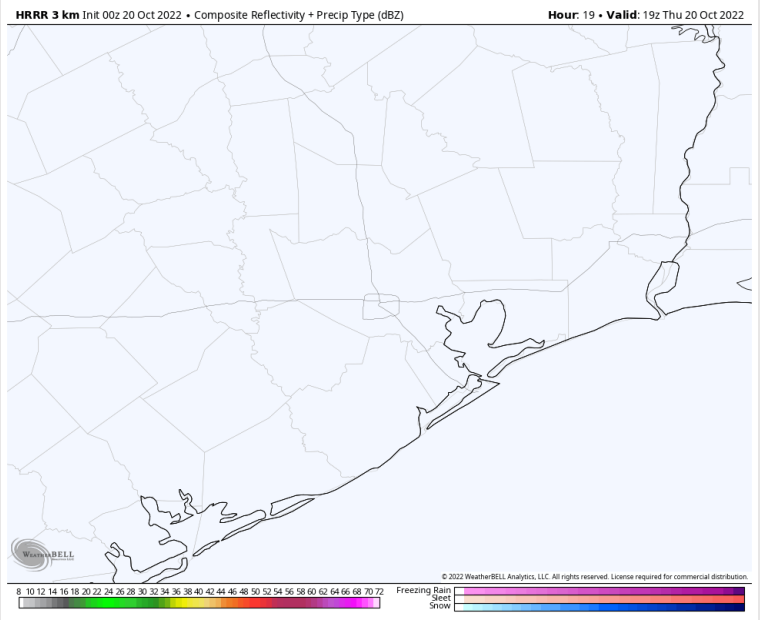 HRRR 3 km Init 00z 20 Oct 2022 • Composite Reflectivity + Precip Type (dBZ) Hour: 19 • Valid: 19z Thu 20 Oct 2022
WeatherBELL
© 2022 WeatherBELL Analytics, LLC. All rights reserved. License required for commercial distribution.
8 10 12 14 16 18 20 22 24 26 28 30 32 34 36 38 40 42 44 46 48 50 52 54 56 58 60 62 64 66 68 70 72
Freezing Rain
Sleet
Snow